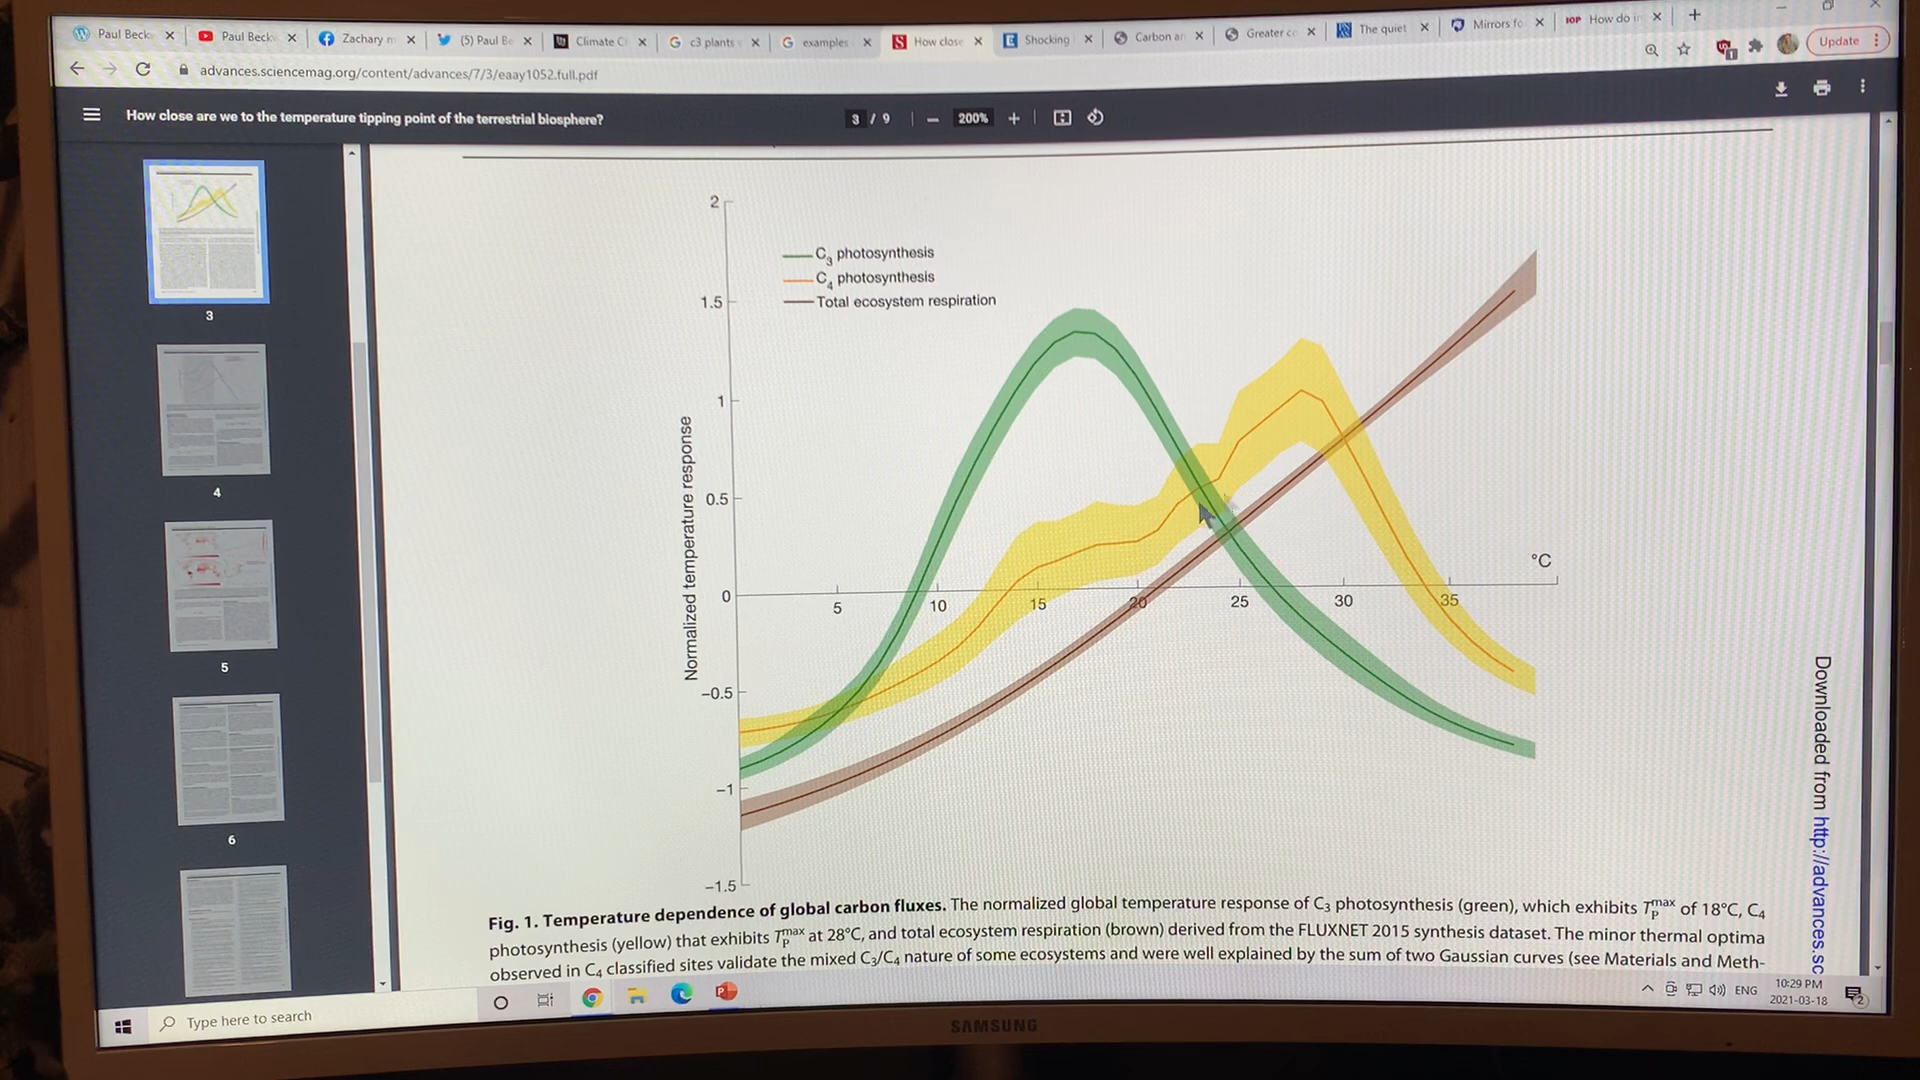 Paul Beck
Paul Beck
Zachary m
(5) Paul Be
Climate C
c3 plants
examples
How close
Shocking
Carbon an
Greater co
The quiet
Mirrors fo
IOP How do i
advances.sciencemag.org/content/advances/7/3/eaay1052.full.pdf
Update
How close are we to the temperature tipping point of the terrestrial biosphere?
3 / 9
200%
3
4
5
6
2
1.5
1
0.5
0
−0.5
−1
−1.5
Normalized temperature response
C₃ photosynthesis
C₄ photosynthesis
Total ecosystem respiration
°C
5 10 15 20 25 30 35
Fig. 1. Temperature dependence of global carbon fluxes. The normalized global temperature response of C₃ photosynthesis (green), which exhibits Tₚᵐᵃˣ of 18°C, C₄
photosynthesis (yellow) that exhibits Tₚᵐᵃˣ at 28°C, and total ecosystem respiration (brown) derived from the FLUXNET 2015 synthesis dataset. The minor thermal optima
observed in C₄ classified sites validate the mixed C₃/C₄ nature of some ecosystems and were well explained by the sum of two Gaussian curves (see Materials and Meth-
Downloaded from http://advances.sc
Type here to search
ENG
10:29 PM
2021-03-18
2
SAMSUNG